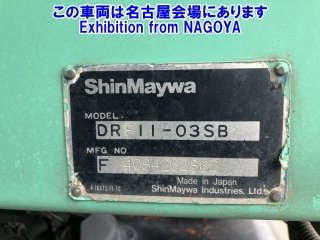 この車両は名古屋会場にあります
Exhibition from NAGOYA
ShinMaywa
MODEL
DRF11-03SB
MFG. NO
F
Made in Japan
ShinMaywa Industries, Ltd.